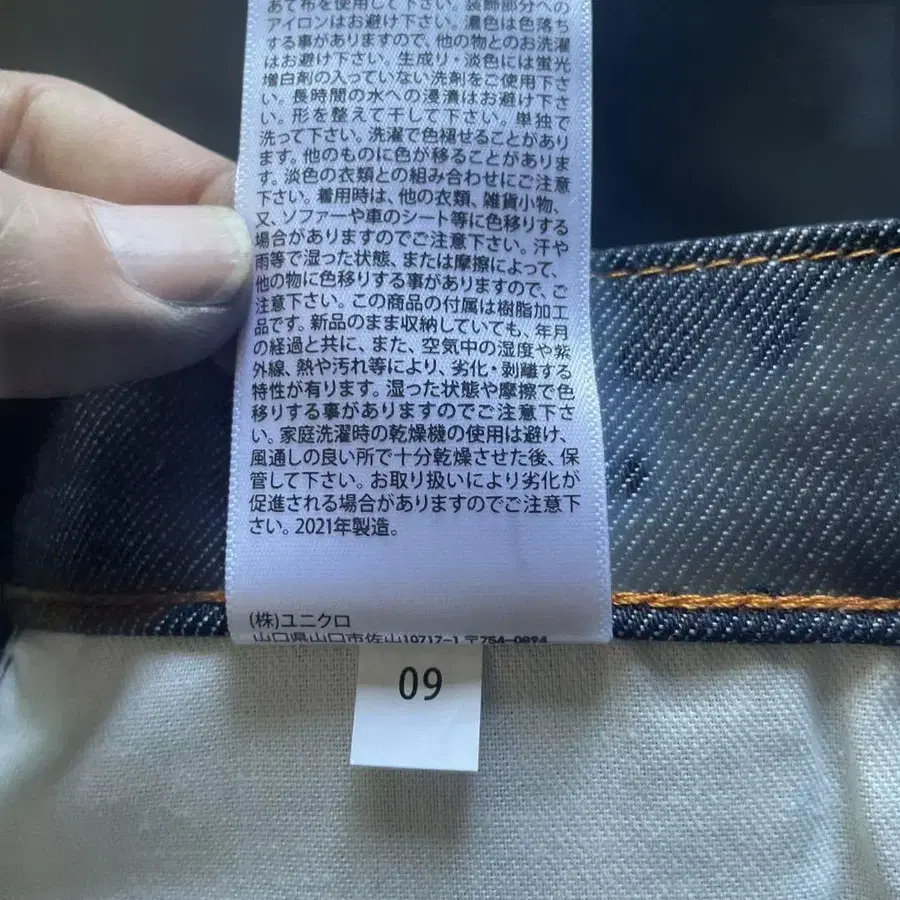 あて布を使用して下さい。装飾部分への
アイロンはお避け下さい。濃色は色落ち
する事がありますので、他の物とのお洗濯
はお避け下さい。生成り・淡色には蛍光
増白剤の入っていない洗剤をご使用下さ
い。長時間の水への浸漬はお避け下さ
い。形を整えて干して下さい。単独で
洗って下さい。洗濯で色褪せることがあり
ます。他のものに色が移ることがありま
す。淡色の衣類との組み合わせにご注意
下さい。着用時は、他の衣類、雑貨小物、
又、ソファーや車のシート等に色移りする
場合がありますのでご注意下さい。汗や
雨等で湿った状態、または摩擦によって、
他の物に色移りする事がありますので、ご
注意下さい。この商品の付属は樹脂加工
品です。新品のまま収納していても、年月
の経過と共に、また、空気中の湿度や紫
外線、熱や汚れ等により、劣化・剥離する
特性が有ります。湿った状態や摩擦で色
移りする事がありますのでご注意下さ
い。家庭洗濯時の乾燥機の使用は避け、
風通しの良い所で十分乾燥させた後、保
管して下さい。お取り扱いにより劣化が
促進される場合がありますのでご注意下
さい。2021年製造。
(株)ユニクロ
山口県山口市佐山10717-1 〒754-0894
09